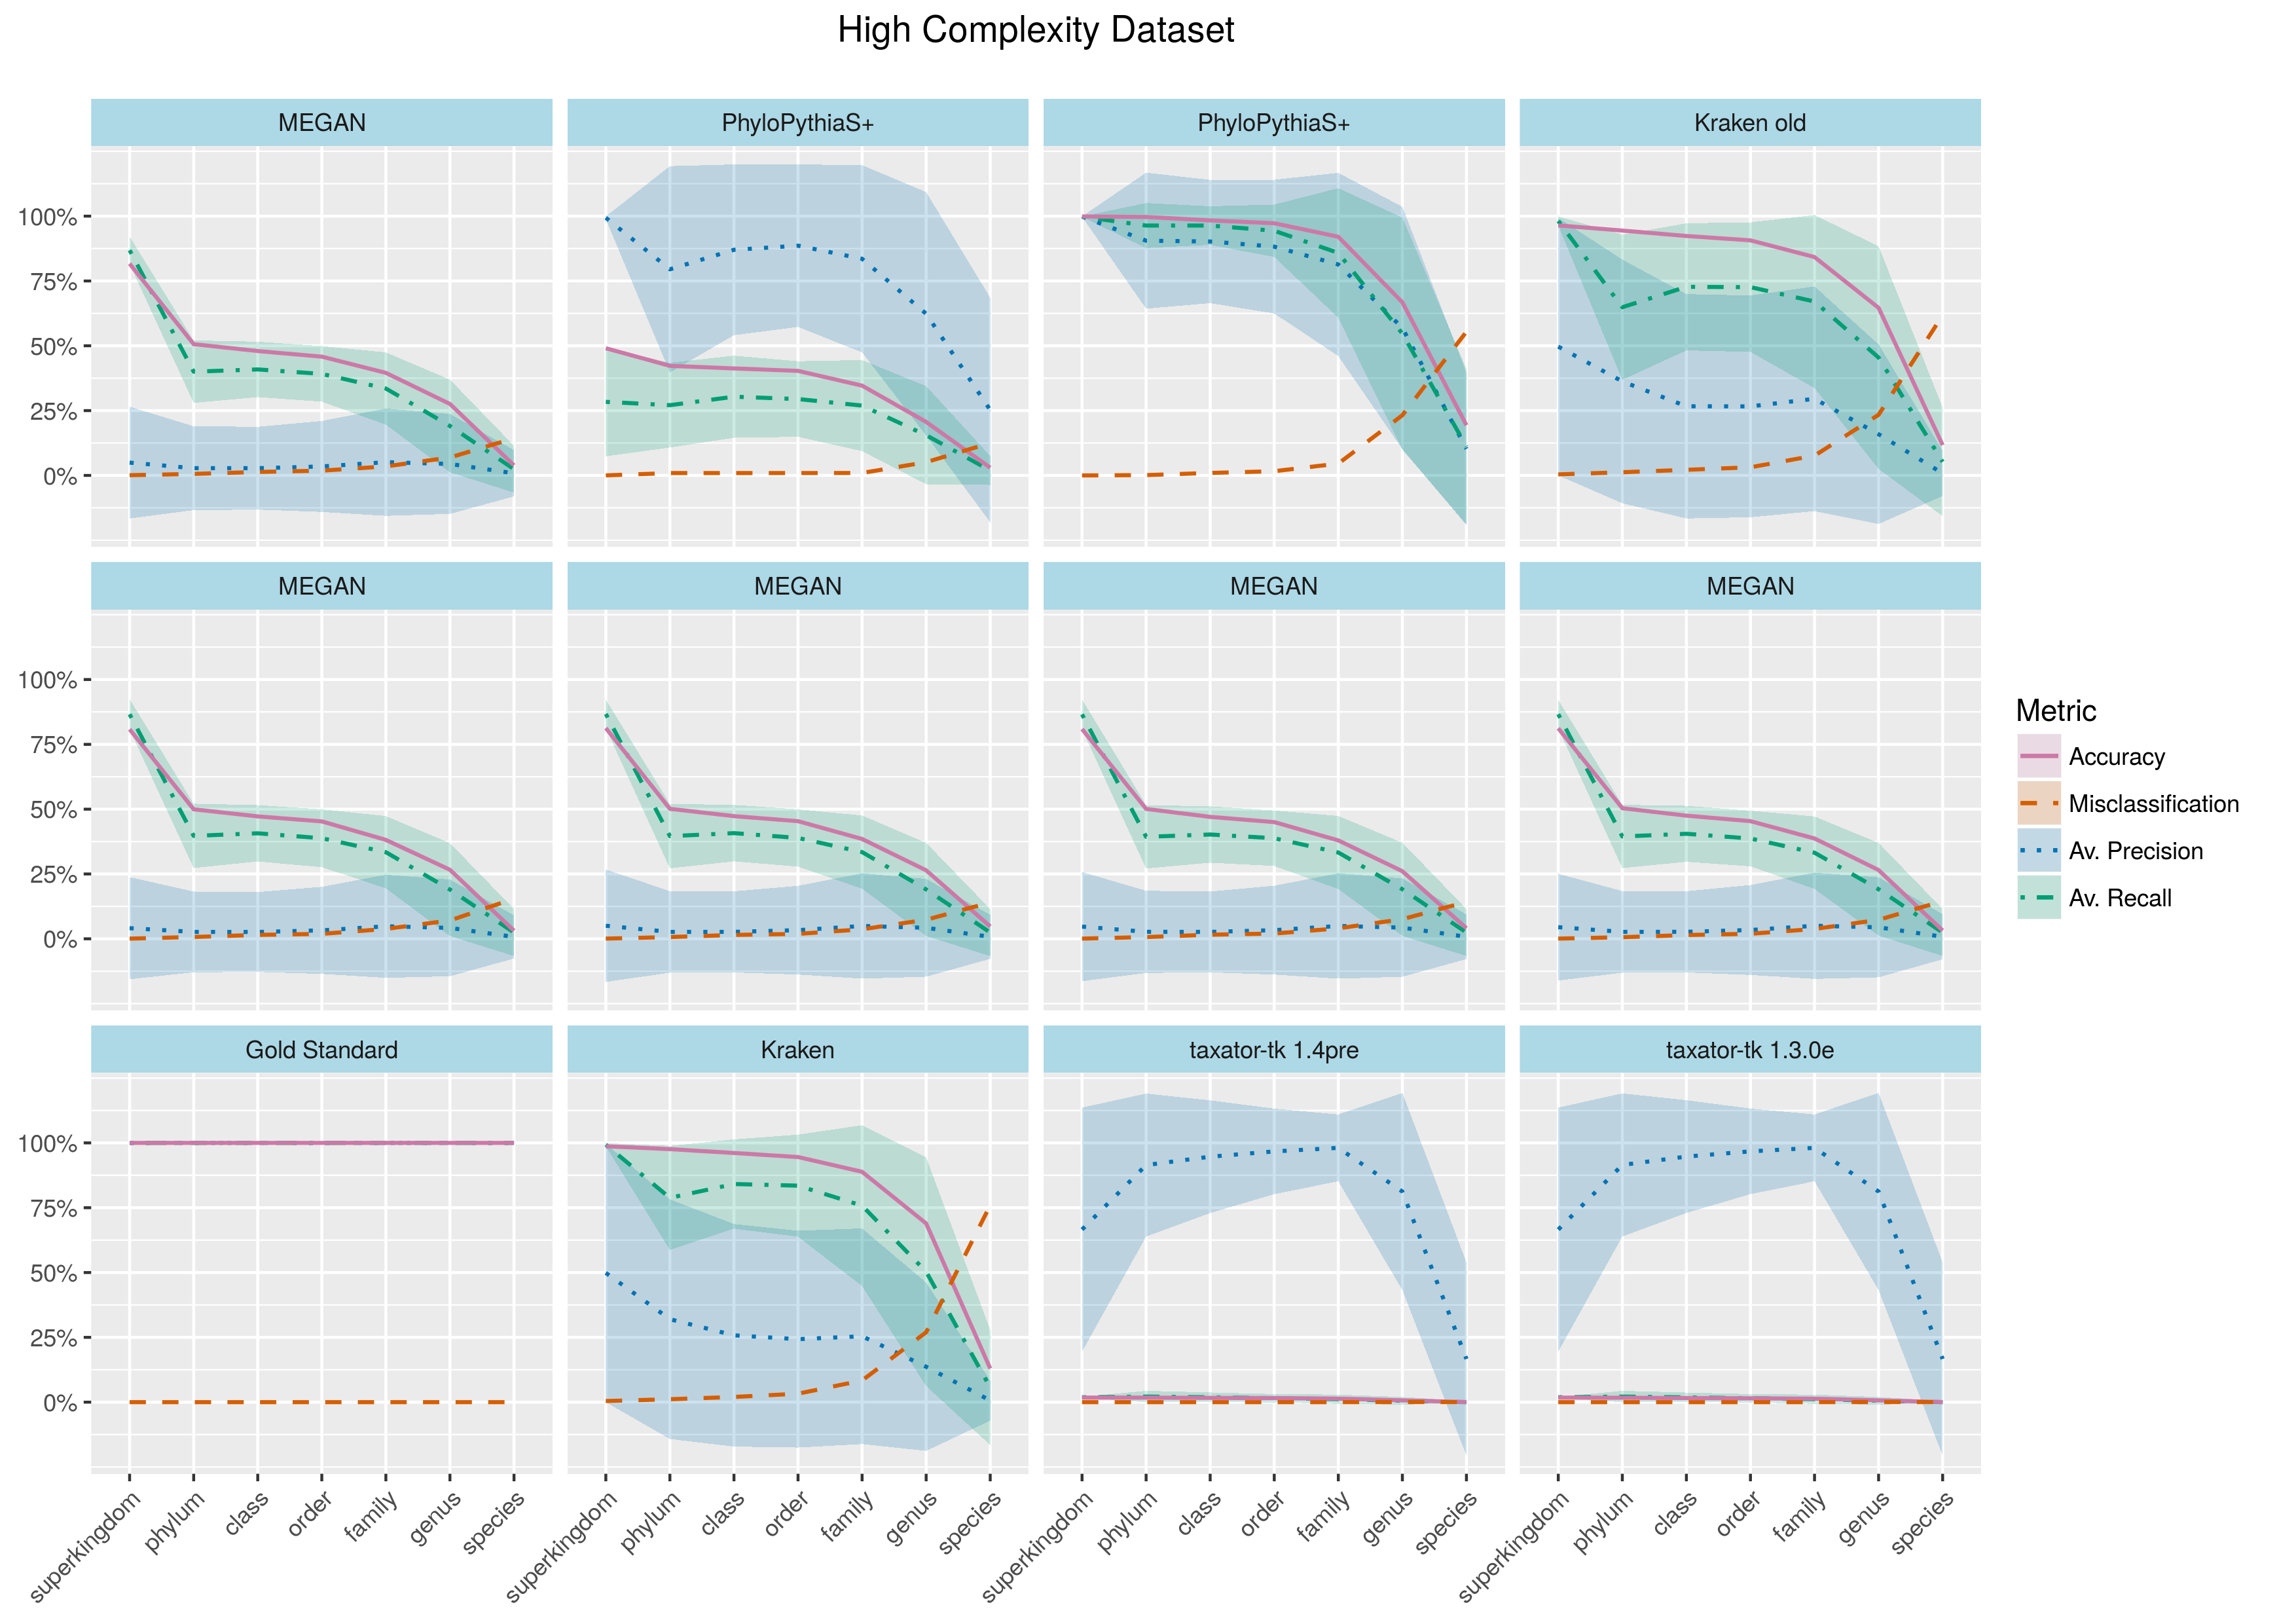 High Complexity Dataset
MEGAN PhyloPythiaS+ PhyloPythiaS+ Kraken old
100%
75%
50%
25%
0%
MEGAN MEGAN MEGAN MEGAN
100%
75%
50%
25%
0%
Gold Standard Kraken taxator-tk 1.4pre taxator-tk 1.3.0e
100%
75%
50%
25%
0%
superkingdom phylum class order family genus species superkingdom phylum class order family genus species superkingdom phylum class order family genus species superkingdom phylum class order family genus species
Metric
Accuracy
Misclassification
Av. Precision
Av. Recall